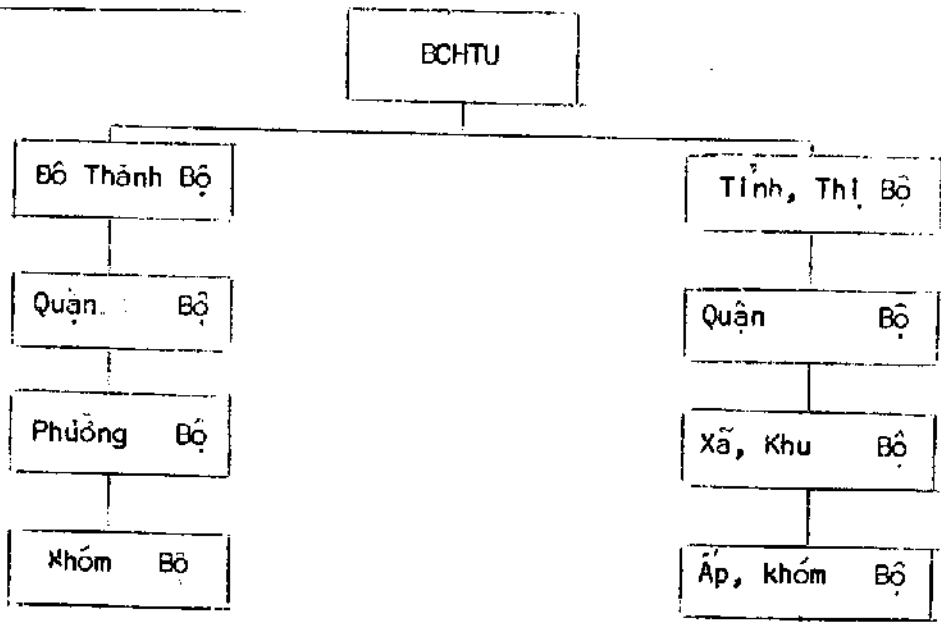 BCHTU
Đô Thành Bộ
Tỉnh, Thị Bộ
Quận Bộ
Quận Bộ
Phường Bộ
Xã, Khu Bộ
Khóm Bộ
Ấp, khóm Bộ